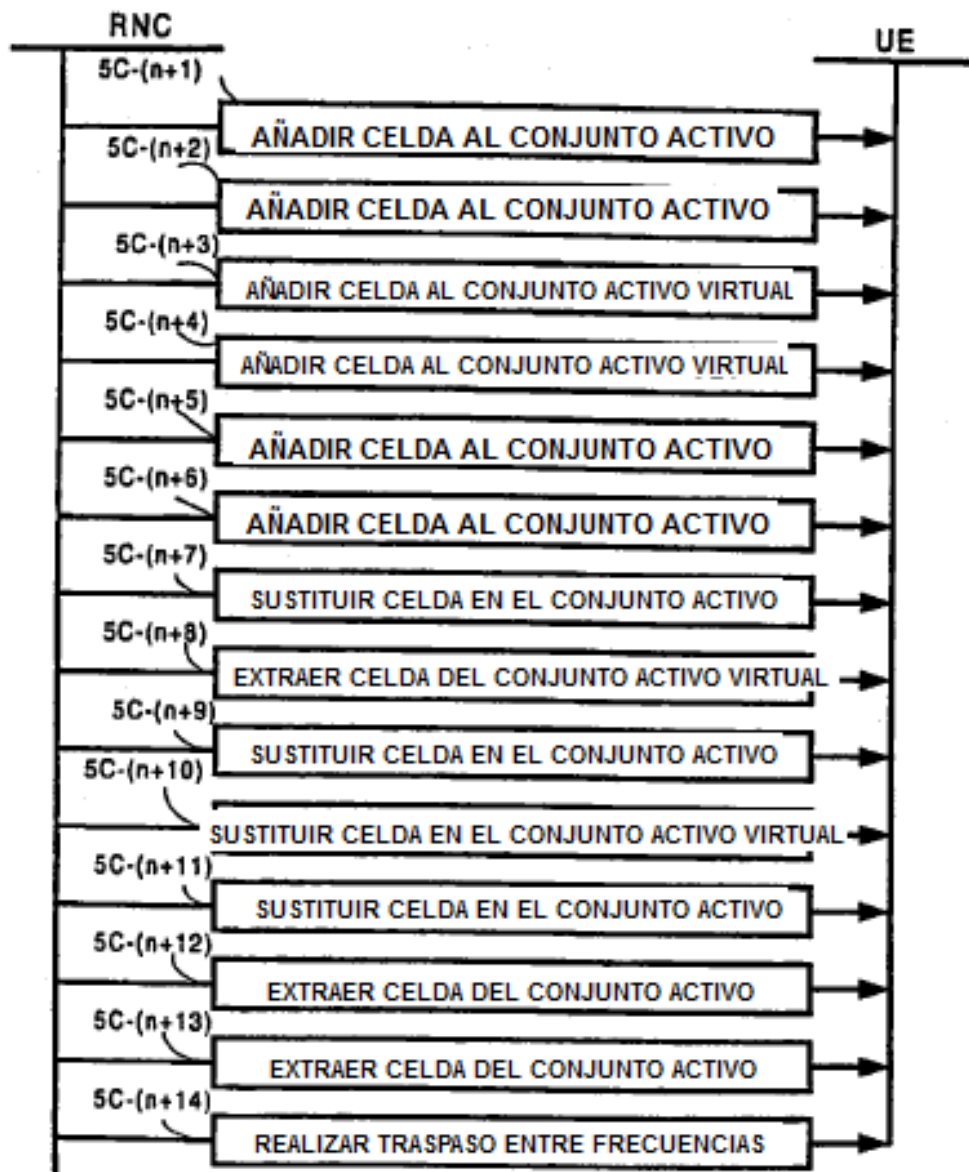 RNC
UE
5C-(n+1)
AÑADIR CELDA AL CONJUNTO ACTIVO
5C-(n+2)
AÑADIR CELDA AL CONJUNTO ACTIVO
5C-(n+3)
AÑADIR CELDA AL CONJUNTO ACTIVO VIRTUAL
5C-(n+4)
AÑADIR CELDA AL CONJUNTO ACTIVO VIRTUAL
5C-(n+5)
AÑADIR CELDA AL CONJUNTO ACTIVO
5C-(n+6)
AÑADIR CELDA AL CONJUNTO ACTIVO
5C-(n+7)
SUSTITUIR CELDA EN EL CONJUNTO ACTIVO
5C-(n+8)
EXTRAER CELDA DEL CONJUNTO ACTIVO VIRTUAL
5C-(n+9)
SUSTITUIR CELDA EN EL CONJUNTO ACTIVO
5C-(n+10)
SUSTITUIR CELDA EN EL CONJUNTO ACTIVO VIRTUAL
5C-(n+11)
SUSTITUIR CELDA EN EL CONJUNTO ACTIVO
5C-(n+12)
EXTRAER CELDA DEL CONJUNTO ACTIVO
5C-(n+13)
EXTRAER CELDA DEL CONJUNTO ACTIVO
5C-(n+14)
REALIZAR TRASPASO ENTRE FRECUENCIAS